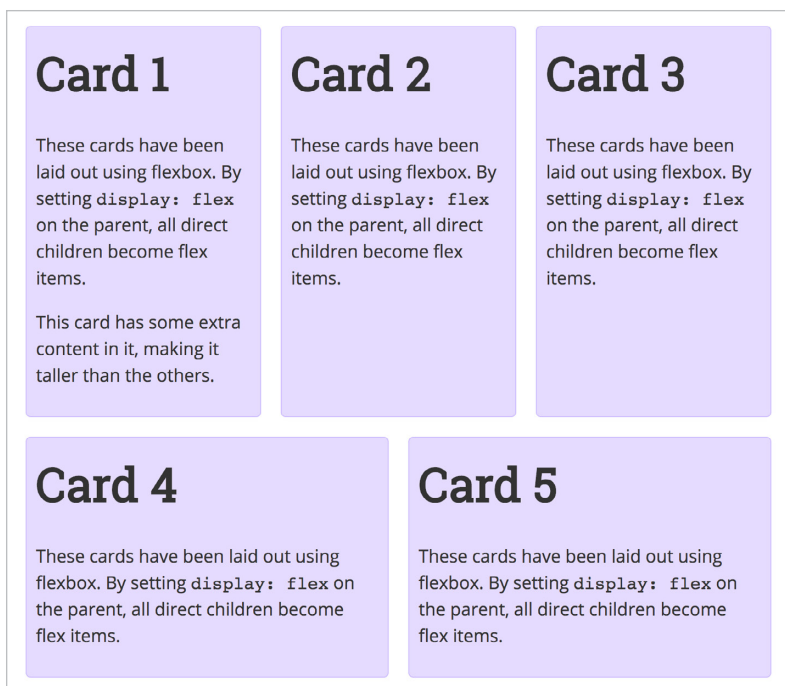 Card 1
These cards have been
laid out using flexbox. By
setting display: flex
on the parent, all direct
children become flex
items.
This card has some extra
content in it, making it
taller than the others.
Card 2
These cards have been
laid out using flexbox. By
setting display: flex
on the parent, all direct
children become flex
items.
Card 3
These cards have been
laid out using flexbox. By
setting display: flex
on the parent, all direct
children become flex
items.
Card 4
These cards have been laid out using
flexbox. By setting display: flex on
the parent, all direct children become
flex items.
Card 5
These cards have been laid out using
flexbox. By setting display: flex on
the parent, all direct children become
flex items.